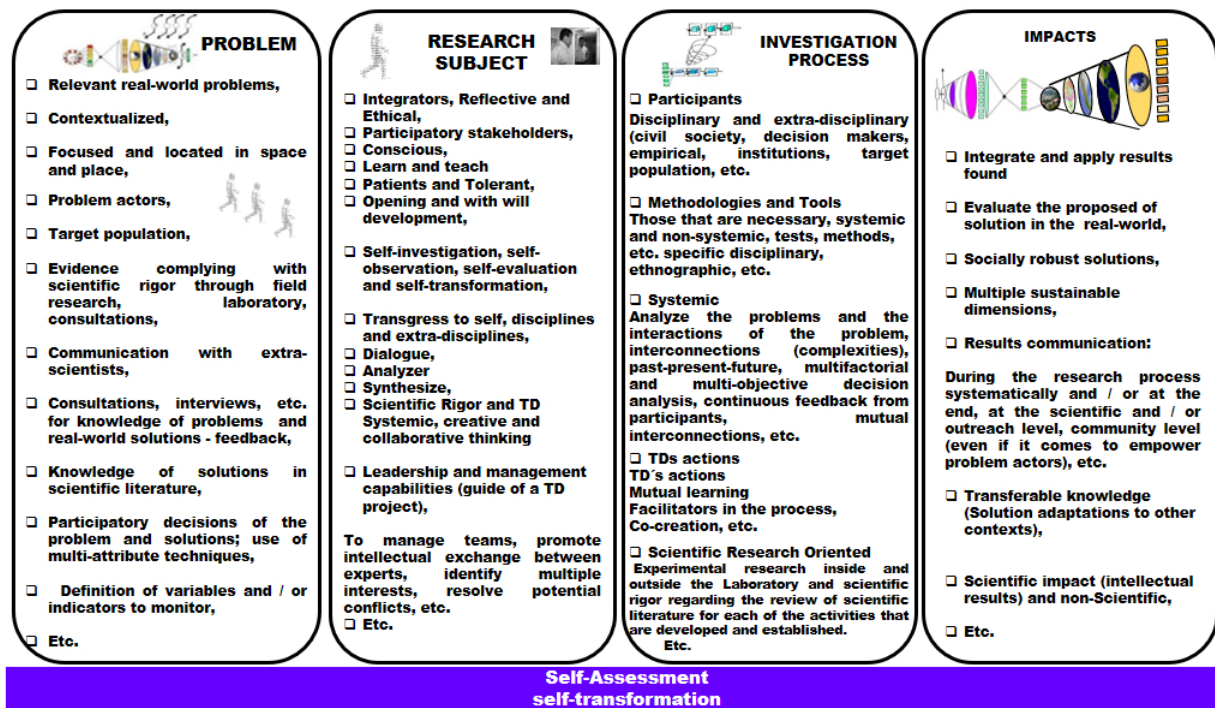 PROBLEM
❑ Relevant real-world problems,
❑ Contextualized,
❑ Focused and located in space
and place,
❑ Problem actors,
❑ Target population,
❑ Evidence complying with
scientific rigor through field
research, laboratory,
consultations,
❑ Communication with extra-
scientists,
❑ Consultations, interviews, etc.
for knowledge of problems and
real-world solutions - feedback,
❑ Knowledge of solutions in
scientific literature,
❑ Participatory decisions of the
problem and solutions; use of
multi-attribute techniques,
❑ Definition of variables and / or
indicators to monitor,
❑ Etc.
RESEARCH
SUBJECT
❑ Integrators, Reflective and
Ethical,
❑ Participatory stakeholders,
❑ Conscious,
❑ Learn and teach
❑ Patients and Tolerant,
❑ Opening and with will
development,
❑ Self-investigation, self-
observation, self-evaluation
and self-transformation,
❑ Transgress to self, disciplines
and extra-disciplines,
❑ Dialogue,
❑ Analyzer
❑ Synthesize,
❑ Scientific Rigor and TD
Systemic, creative and
collaborative thinking
❑ Leadership and management
capabilities (guide of a TD
project),
To manage teams, promote
intellectual exchange between
experts, identify multiple
interests, resolve potential
conflicts, etc.
❑ Etc.
INVESTIGATION
PROCESS
❑ Participants
Disciplinary and extra-disciplinary
(civil society, decision makers,
empirical, institutions, target
population, etc.
❑ Methodologies and Tools
Those that are necessary, systemic
and non-systemic, tests, methods,
etc. specific disciplinary,
ethnographic, etc.
❑ Systemic
Analyze the problems and the
interactions of the problem,
interconnections (complexities),
past-present-future, multifactorial
and multi-objective decision
analysis, continuous feedback from
participants, mutual
interconnections, etc.
❑ TDs actions
TD´s actions
Mutual learning
Facilitators in the process,
Co-creation, etc.
❑ Scientific Research Oriented
Experimental research inside and
outside the Laboratory and scientific
rigor regarding the review of scientific
literature for each of the activities that
are developed and established.
Etc.
IMPACTS
❑ Integrate and apply results
found
❑ Evaluate the proposed of
solution in the real-world,
❑ Socially robust solutions,
❑ Multiple sustainable
dimensions,
❑ Results communication:
During the research process
systematically and / or at the
end, at the scientific and / or
outreach level, community level
(even if it comes to empower
problem actors), etc.
❑ Transferable knowledge
(Solution adaptations to other
contexts),
❑ Scientific impact (intellectual
results) and non-Scientific,
❑ Etc.
Self-Assessment
self-transformation